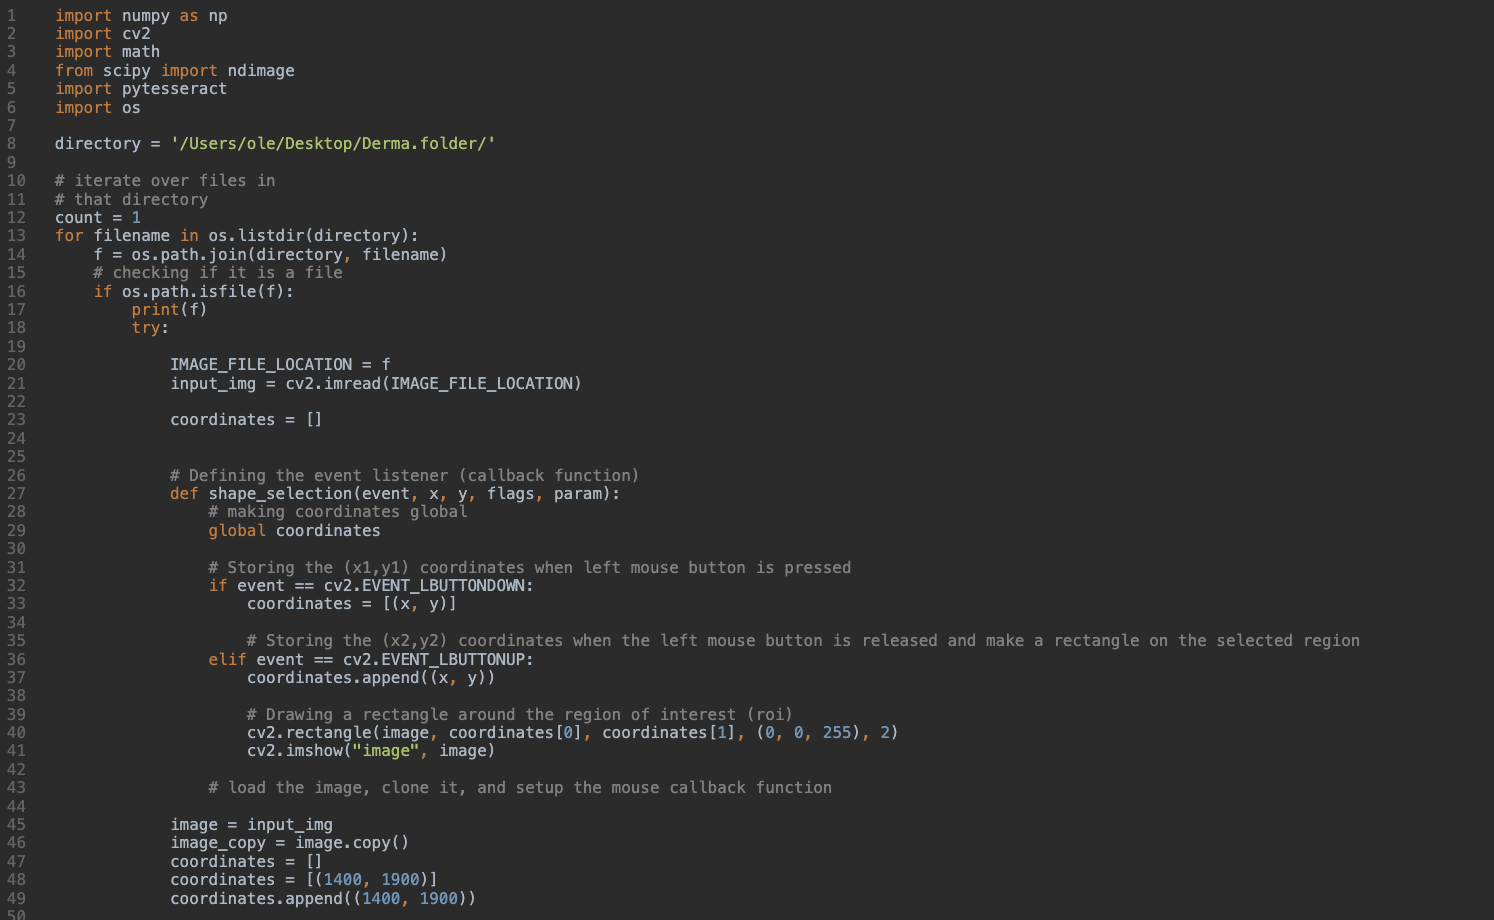 1 import numpy as np
2 import cv2
3 import math
4 from scipy import ndimage
5 import pytesseract
6 import os
7
8 directory = '/Users/ole/Desktop/Derma.folder/'
9
10 # iterate over files in
11 # that directory
12 count = 1
13 for filename in os.listdir(directory):
14     f = os.path.join(directory, filename)
15     # checking if it is a file
16     if os.path.isfile(f):
17         print(f)
18         try:
19
20             IMAGE_FILE_LOCATION = f
21             input_img = cv2.imread(IMAGE_FILE_LOCATION)
22
23             coordinates = []
24
25
26             # Defining the event listener (callback function)
27             def shape_selection(event, x, y, flags, param):
28                 # making coordinates global
29                 global coordinates
30
31                 # Storing the (x1,y1) coordinates when left mouse button is pressed
32                 if event == cv2.EVENT_LBUTTONDOWN:
33                     coordinates = [(x, y)]
34
35                     # Storing the (x2,y2) coordinates when the left mouse button is released and make a rectangle on the selected region
36                 elif event == cv2.EVENT_LBUTTONUP:
37                     coordinates.append((x, y))
38
39                     # Drawing a rectangle around the region of interest (roi)
40                     cv2.rectangle(image, coordinates[0], coordinates[1], (0, 0, 255), 2)
41                     cv2.imshow("image", image)
42
43                 # load the image, clone it, and setup the mouse callback function
44
45             image = input_img
46             image_copy = image.copy()
47             coordinates = []
48             coordinates = [(1400, 1900)]
49             coordinates.append((1400, 1900))
50